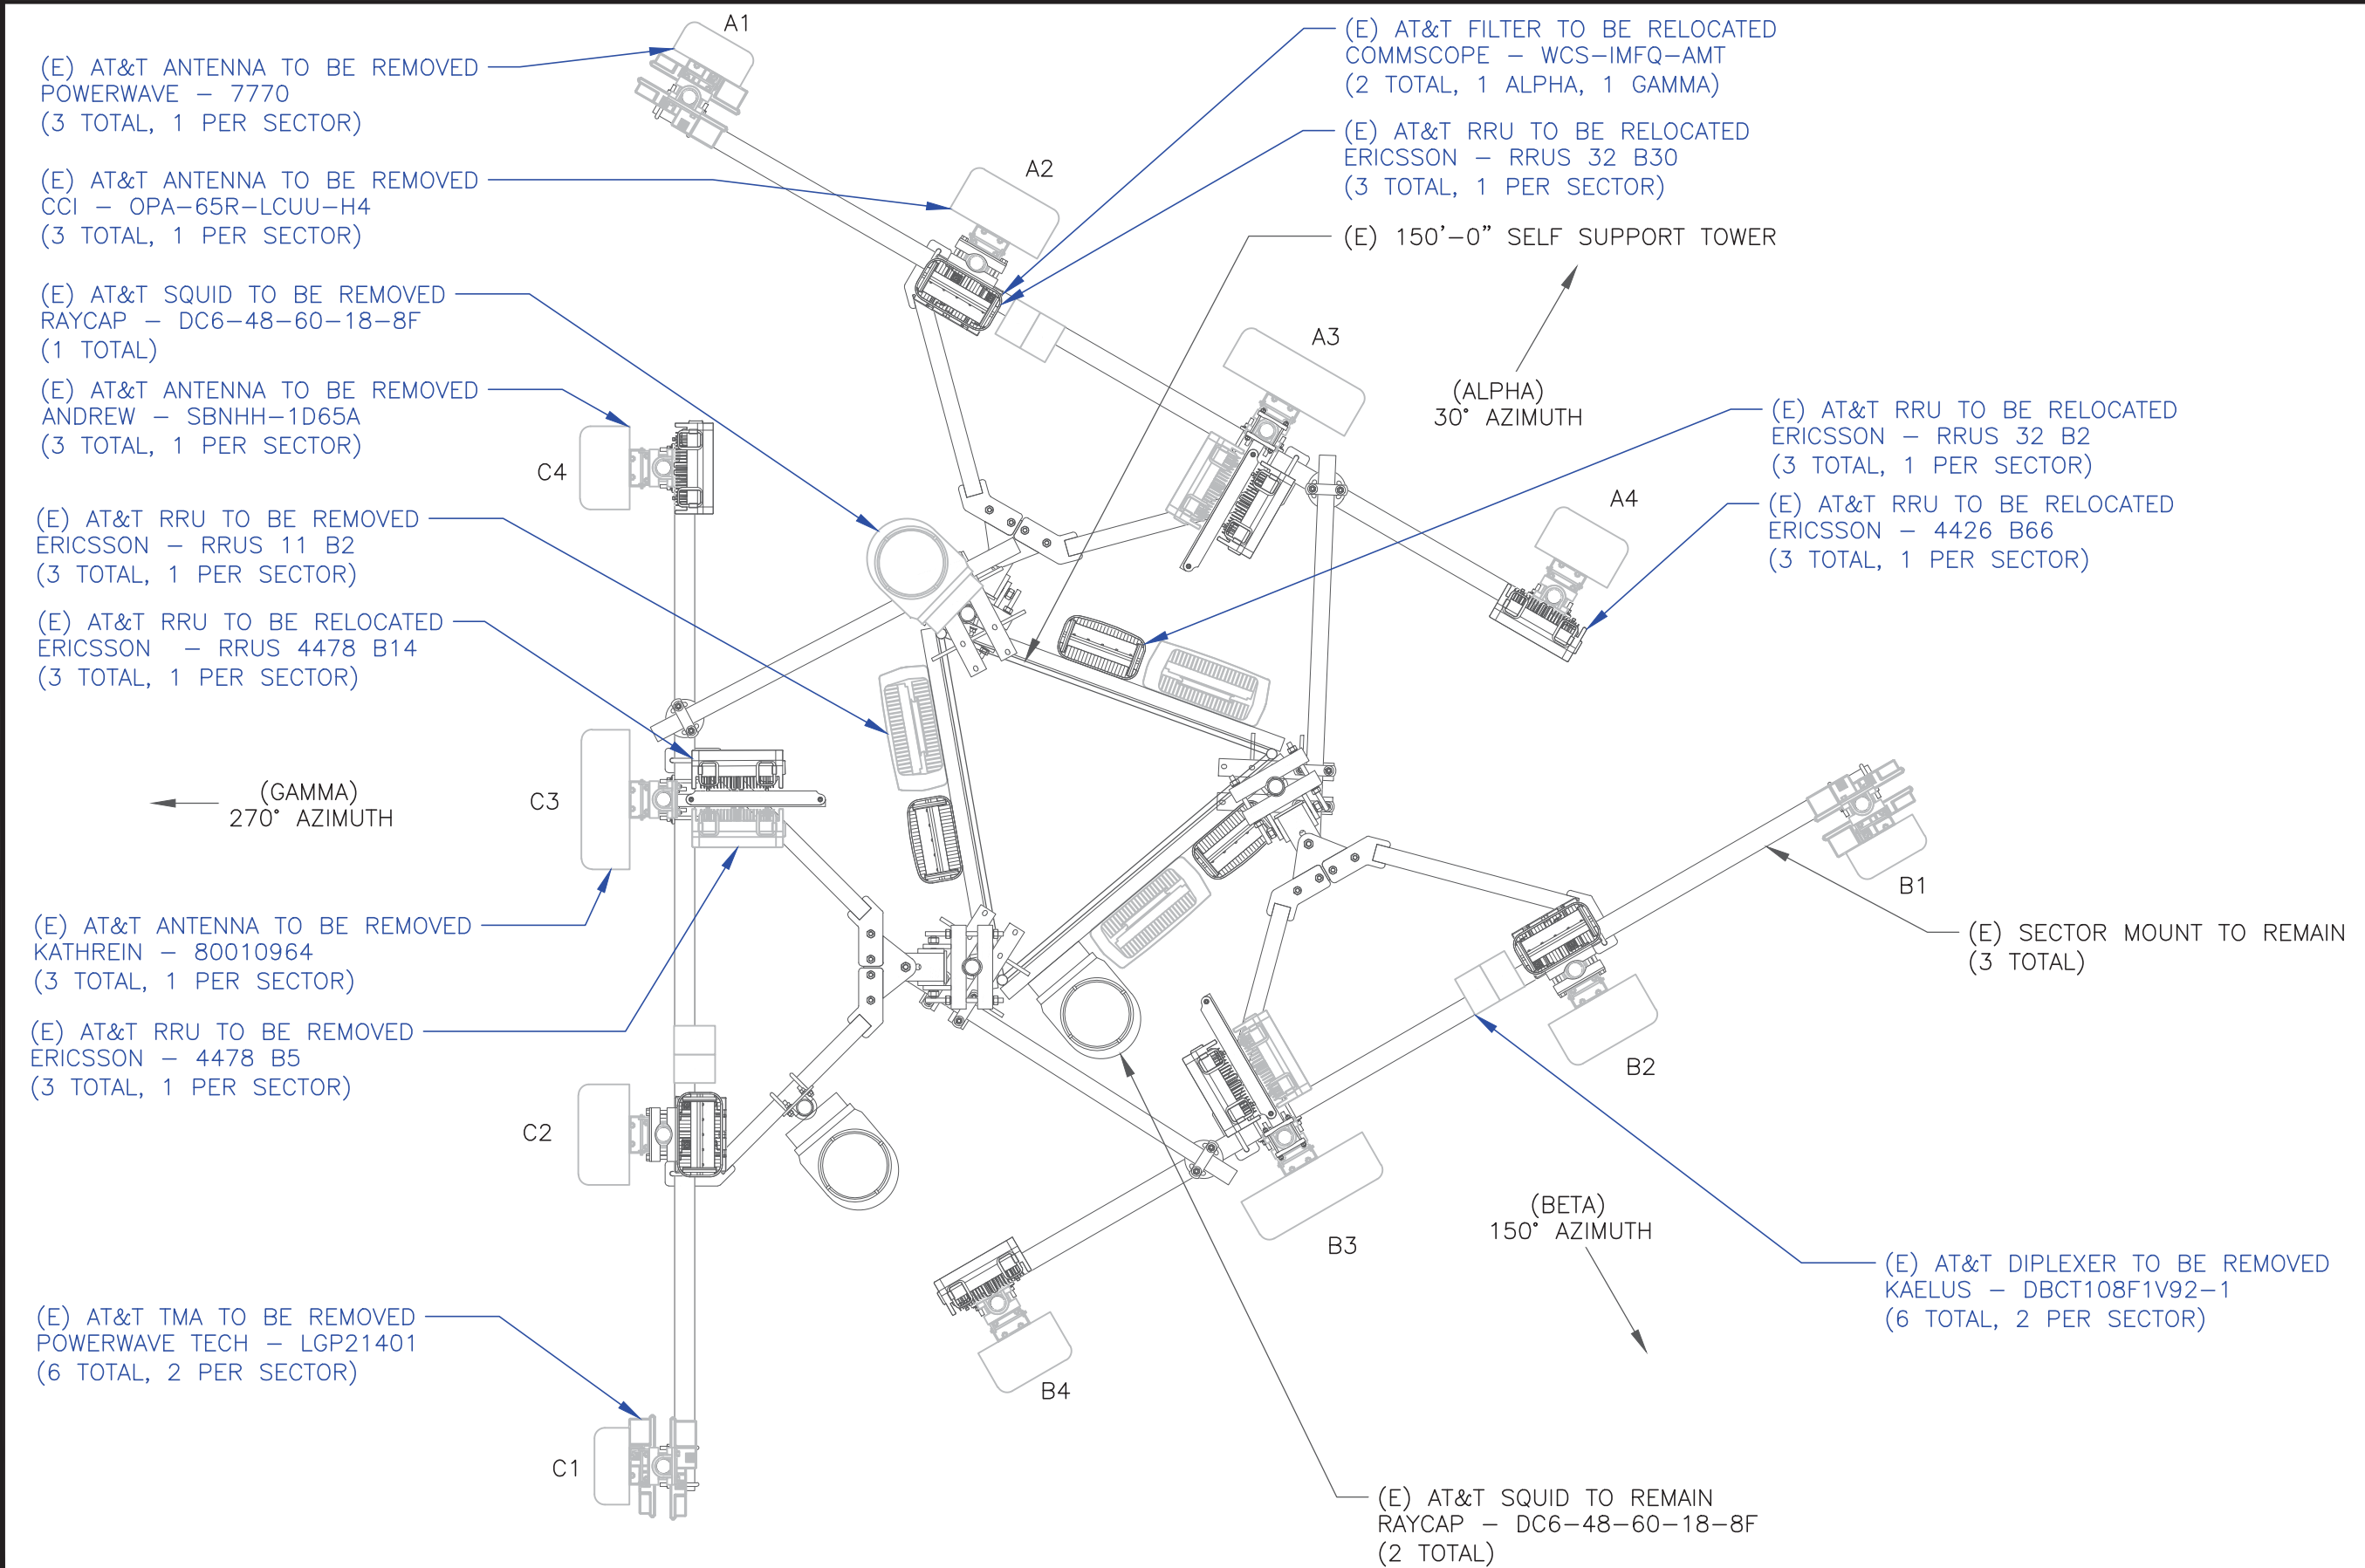 A1
(E) AT&T ANTENNA TO BE REMOVED
POWERWAVE – 7770
(3 TOTAL, 1 PER SECTOR)
(E) AT&T ANTENNA TO BE REMOVED
CCI – OPA–65R–LCUU–H4
(3 TOTAL, 1 PER SECTOR)
(E) AT&T SQUID TO BE REMOVED
RAYCAP – DC6–48–60–18–8F
(1 TOTAL)
(E) AT&T ANTENNA TO BE REMOVED
ANDREW – SBNHH–1D65A
(3 TOTAL, 1 PER SECTOR)
(E) AT&T RRU TO BE REMOVED
ERICSSON – RRUS 11 B2
(3 TOTAL, 1 PER SECTOR)
(E) AT&T RRU TO BE RELOCATED
ERICSSON – RRUS 4478 B14
(3 TOTAL, 1 PER SECTOR)
(GAMMA)
270° AZIMUTH
(E) AT&T ANTENNA TO BE REMOVED
KATHREIN – 80010964
(3 TOTAL, 1 PER SECTOR)
(E) AT&T RRU TO BE REMOVED
ERICSSON – 4478 B5
(3 TOTAL, 1 PER SECTOR)
(E) AT&T TMA TO BE REMOVED
POWERWAVE TECH – LGP21401
(6 TOTAL, 2 PER SECTOR)
C4
C3
C2
C1
A2
A3
A4
(E) AT&T FILTER TO BE RELOCATED
COMMSCOPE – WCS–IMFQ–AMT
(2 TOTAL, 1 ALPHA, 1 GAMMA)
(E) AT&T RRU TO BE RELOCATED
ERICSSON – RRUS 32 B30
(3 TOTAL, 1 PER SECTOR)
(E) 150'–0" SELF SUPPORT TOWER
(ALPHA)
30° AZIMUTH
(E) AT&T RRU TO BE RELOCATED
ERICSSON – RRUS 32 B2
(3 TOTAL, 1 PER SECTOR)
(E) AT&T RRU TO BE RELOCATED
ERICSSON – 4426 B66
(3 TOTAL, 1 PER SECTOR)
B1
(E) SECTOR MOUNT TO REMAIN
(3 TOTAL)
B2
B3
B4
(BETA)
150° AZIMUTH
(E) AT&T DIPLEXER TO BE REMOVED
KAELUS – DBCT108F1V92–1
(6 TOTAL, 2 PER SECTOR)
(E) AT&T SQUID TO REMAIN
RAYCAP – DC6–48–60–18–8F
(2 TOTAL)